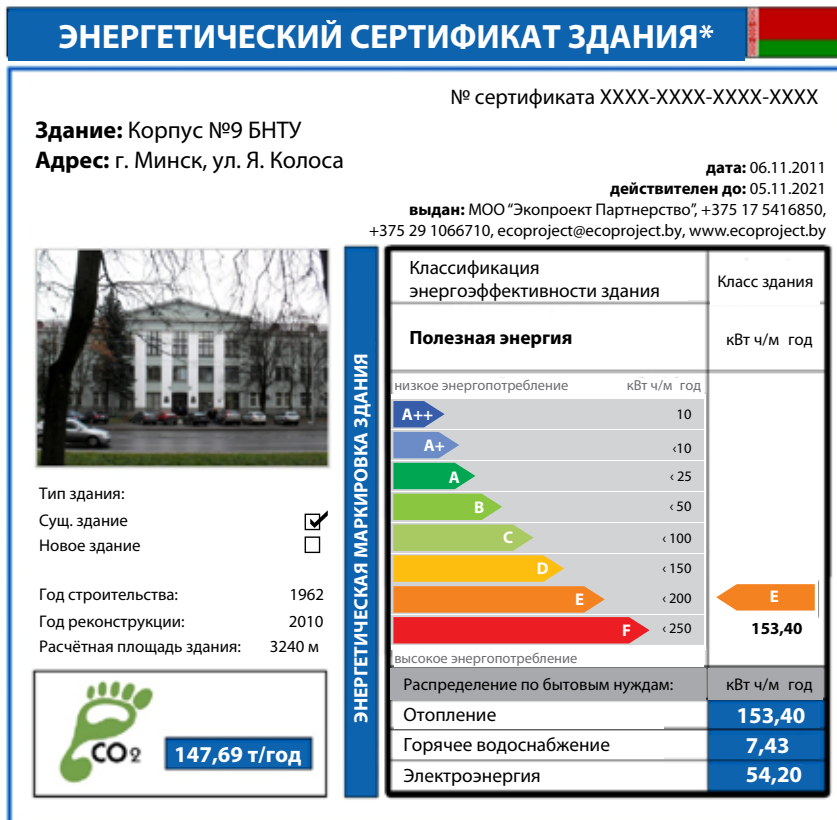 ЭНЕРГЕТИЧЕСКИЙ СЕРТИФИКАТ ЗДАНИЯ*
№ сертификата XXXX-XXXX-XXXX-XXXX
Здание: Корпус №9 БНТУ
Адрес: г. Минск, ул. Я. Колоса
дата: 06.11.2011
действителен до: 05.11.2021
выдан: МОО “Экопроект Партнерство”, +375 17 5416850,
+375 29 1066710, ecoproject@ecoproject.by, www.ecoproject.by
Тип здания:
Сущ. здание
Новое здание
Год строительства: 1962
Год реконструкции: 2010
Расчётная площадь здания: 3240 м
CO2
147,69 т/год
ЭНЕРГЕТИЧЕСКАЯ МАРКИРОВКА ЗДАНИЯ
Классификация
энергоэффективности здания
Класс здания
Полезная энергия
кВт ч/м год
низкое энергопотребление кВт ч/м год
A++ 10
A+ ‹10
A ‹ 25
B ‹ 50
C ‹ 100
D ‹ 150
E ‹ 200
E
F ‹ 250
153,40
высокое энергопотребление
Распределение по бытовым нуждам: кВт ч/м год
Отопление 153,40
Горячее водоснабжение 7,43
Электроэнергия 54,20